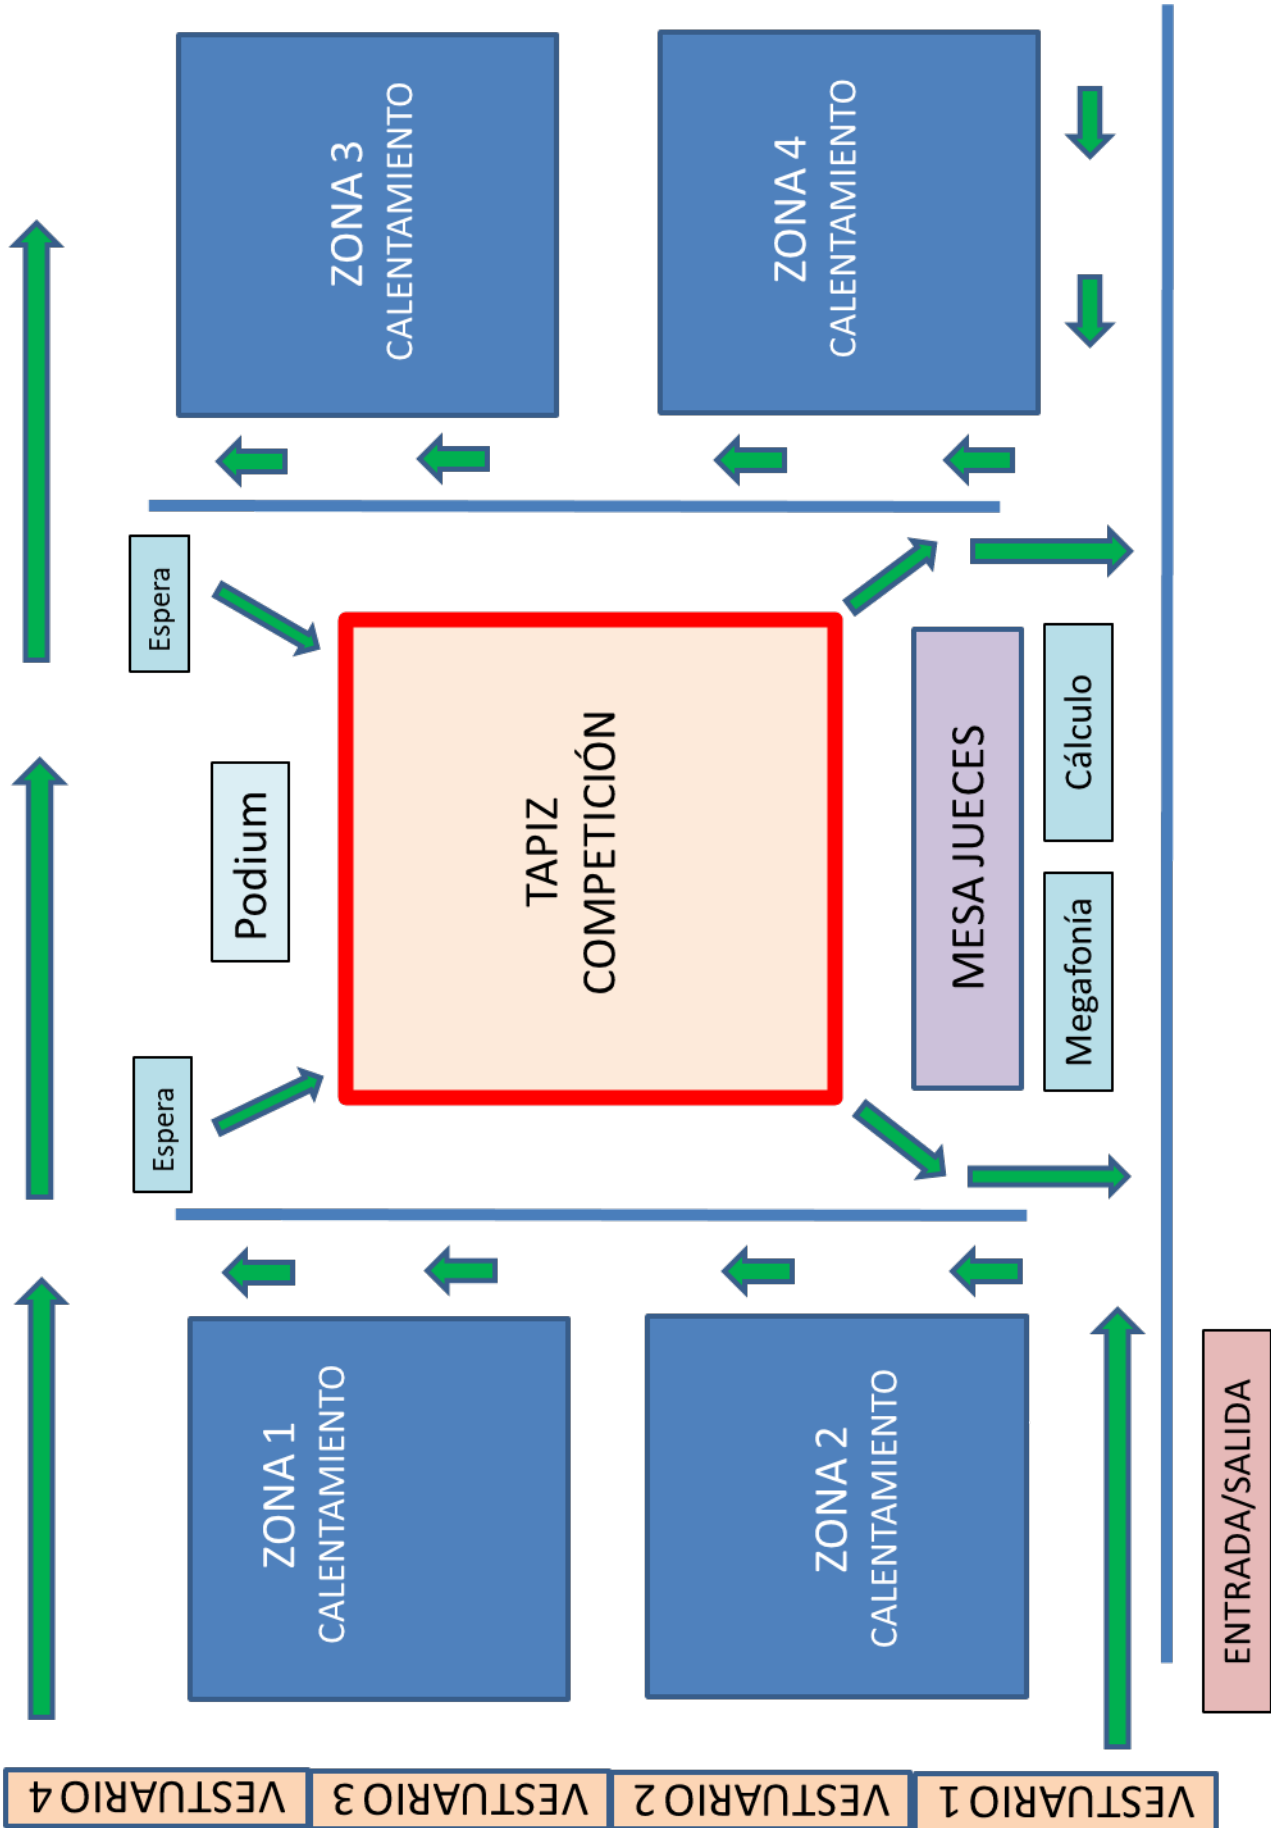 VESTUARIO 4
VESTUARIO 3
VESTUARIO 2
VESTUARIO 1
ZONA 1
CALENTAMIENTO
ZONA 2
CALENTAMIENTO
ENTRADA/SALIDA
Espera
Podium
Espera
TAPIZ
COMPETICIÓN
MESA JUECES
Megafonía
Cálculo
ZONA 3
CALENTAMIENTO
ZONA 4
CALENTAMIENTO